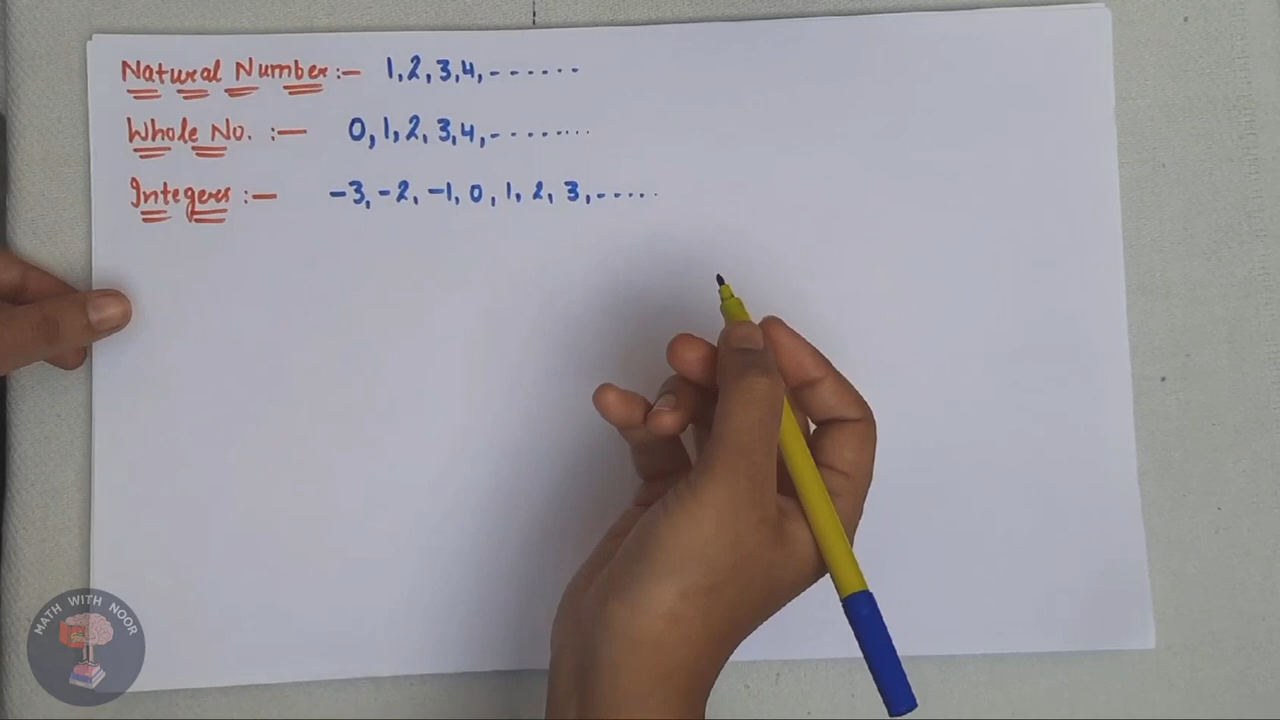 Natural Number :- 1, 2, 3, 4, - - - - - -
Whole No. :- 0, 1, 2, 3, 4, - - - - - - - -
Integers :- -3, -2, -1, 0, 1, 2, 3, - - - - -
MATH WITH NOOR